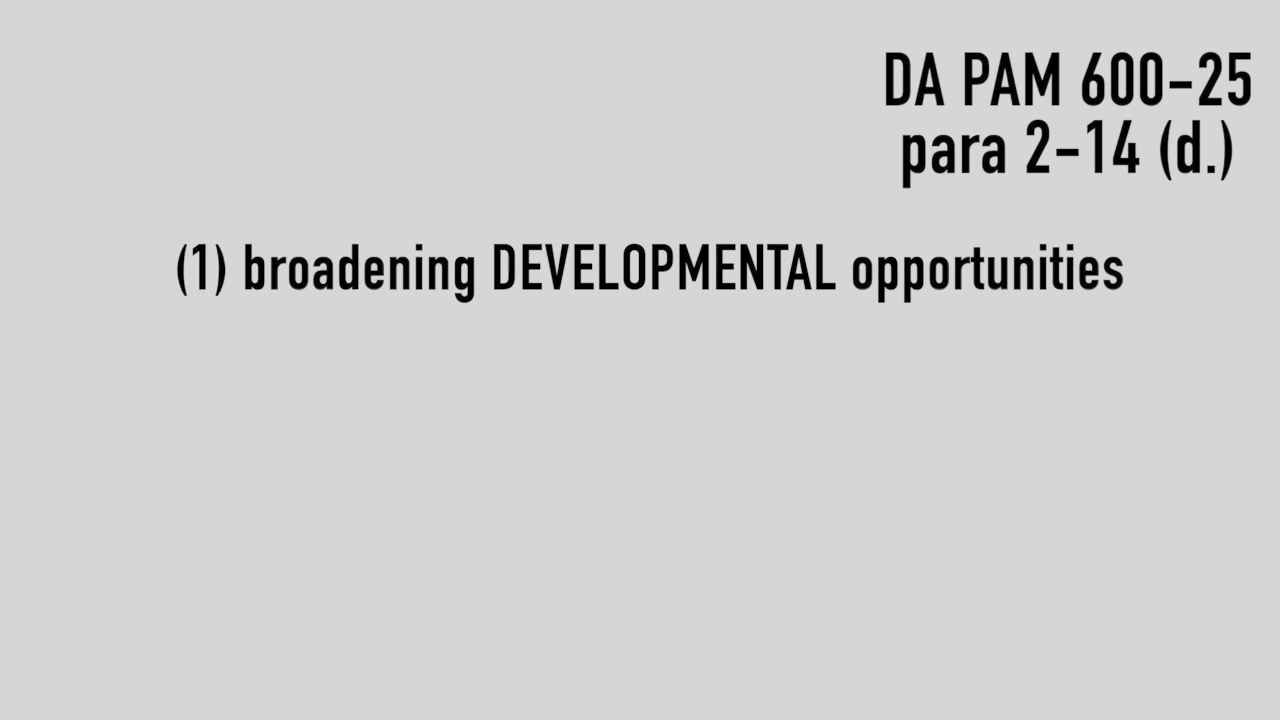 DA PAM 600-25
para 2-14 (d.)
(1) broadening DEVELOPMENTAL opportunities